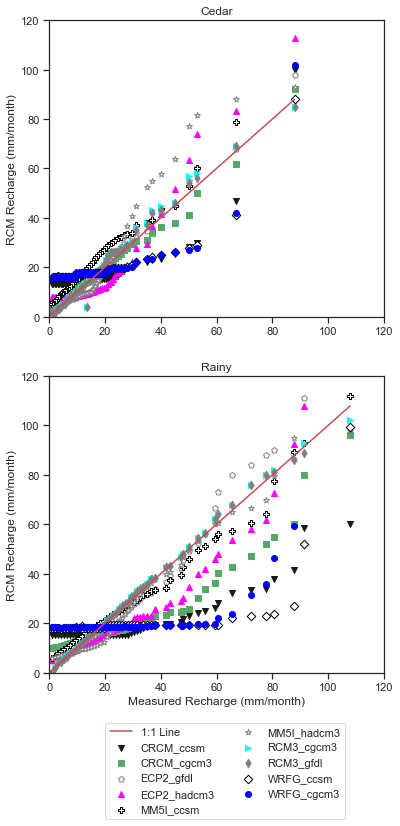 Cedar
120
100
80
60
40
20
0
RCM Recharge (mm/month)
0 20 40 60 80 100 120
Rainy
120
100
80
60
40
20
0
RCM Recharge (mm/month)
0 20 40 60 80 100 120
Measured Recharge (mm/month)
1:1 Line
CRCM_ccsm
CRCM_cgcm3
ECP2_gfdl
ECP2_hadcm3
MM5I_ccsm
MM5I_hadcm3
RCM3_cgcm3
RCM3_gfdl
WRFG_ccsm
WRFG_cgcm3